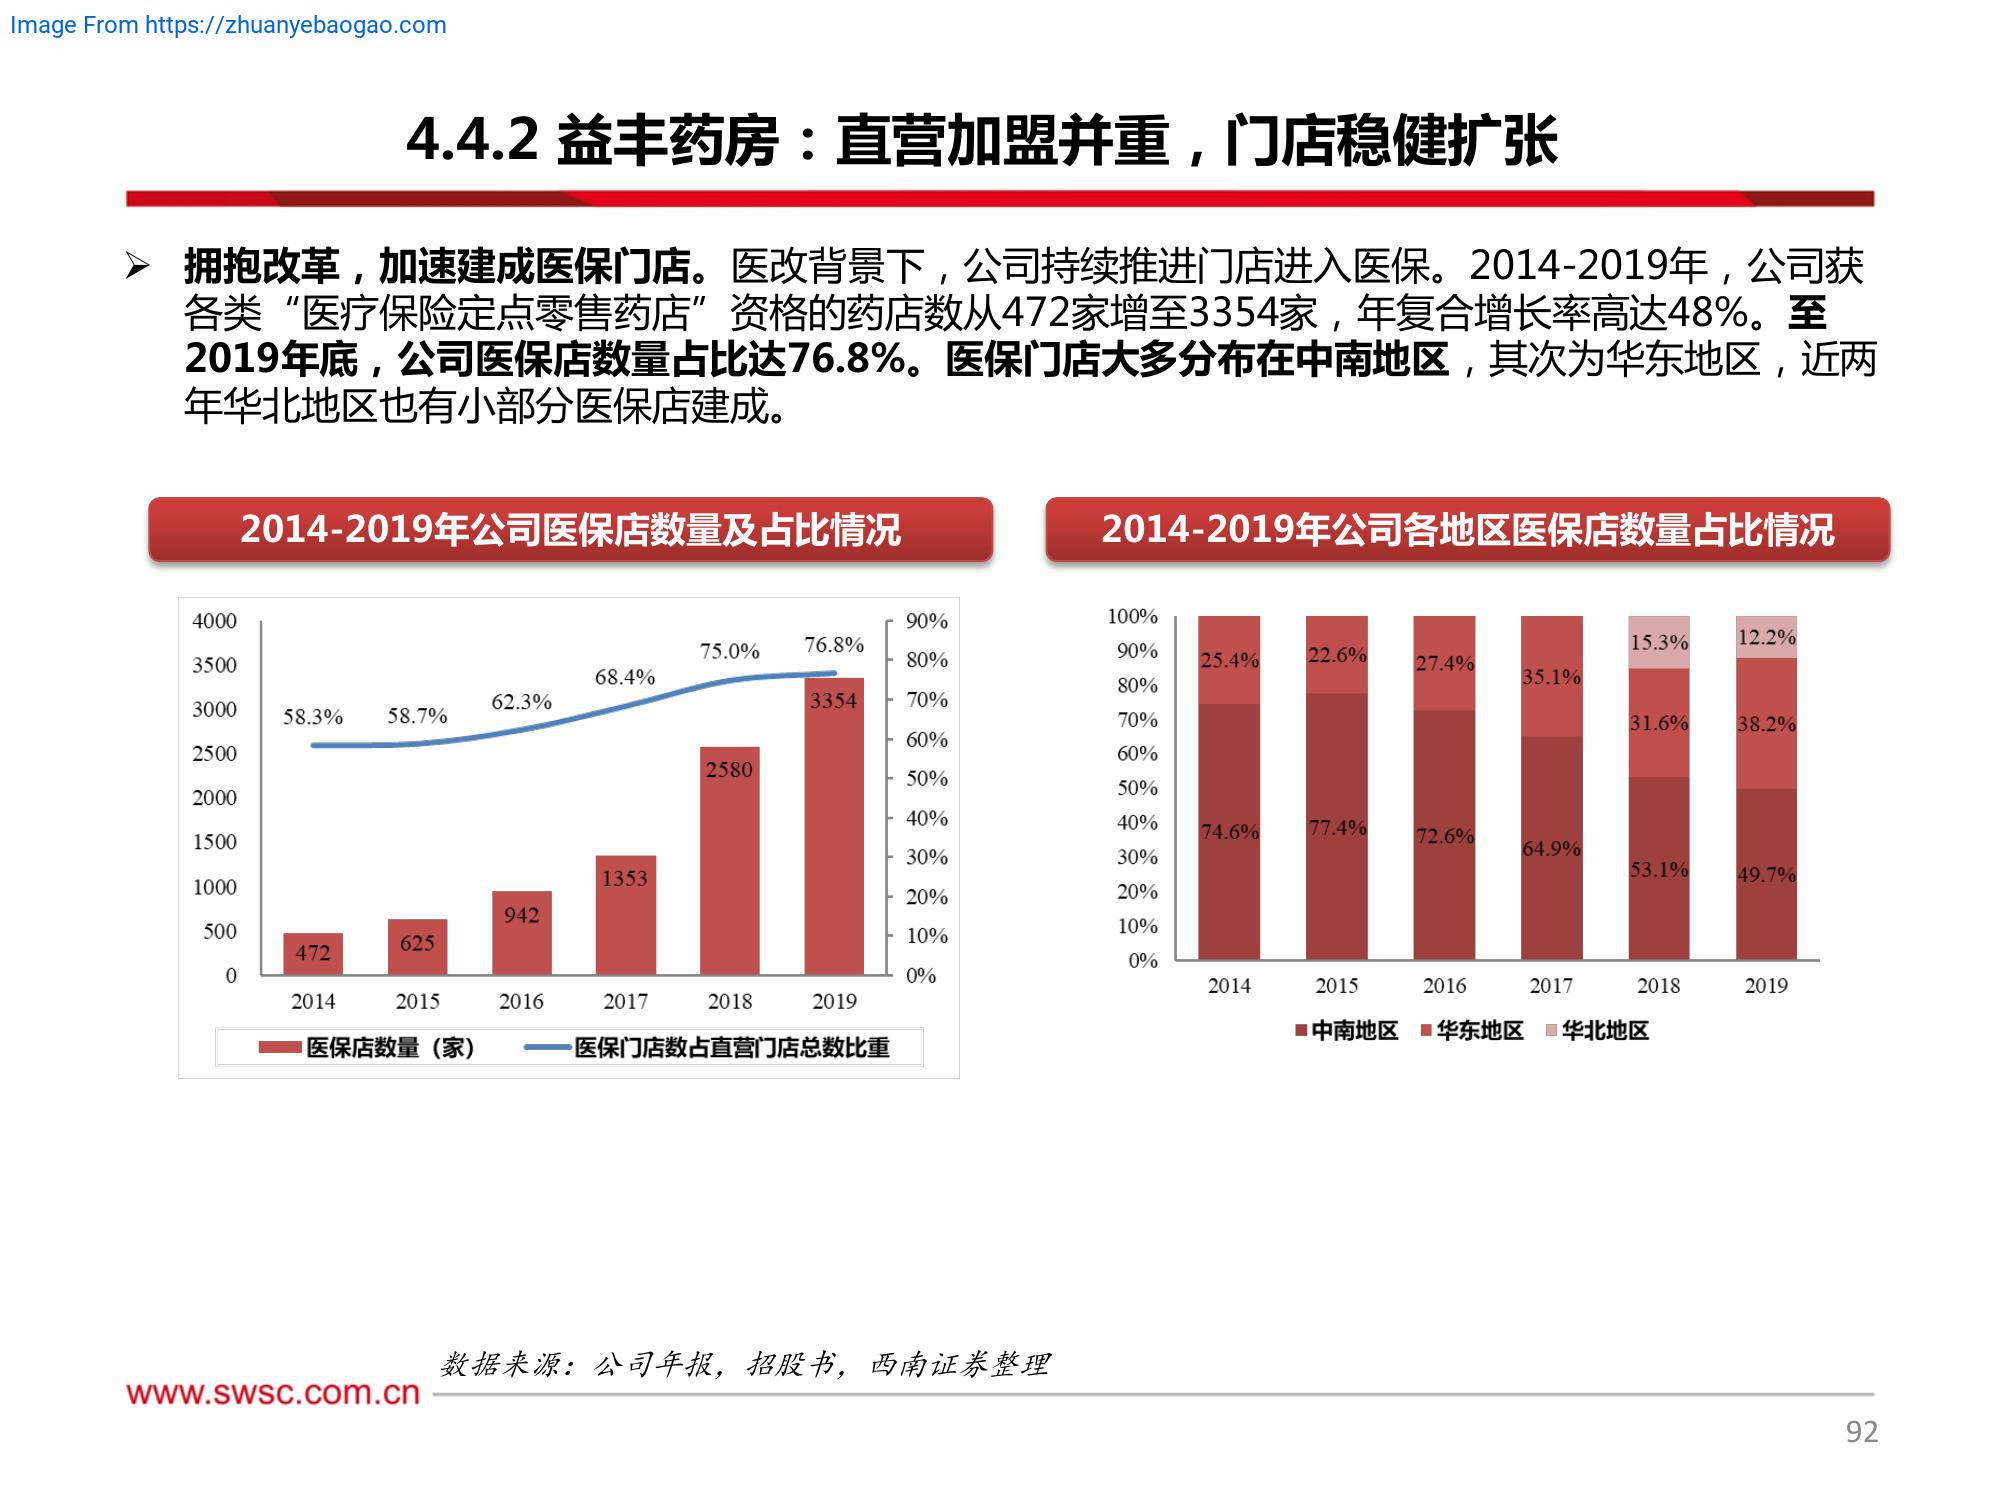 Image From https://zhuanyebaogao.com
4.4.2 益丰药房：直营加盟并重，门店稳健扩张
➢ 拥抱改革，加速建成医保门店。医改背景下，公司持续推进门店进入医保。2014-2019年，公司获
各类“医疗保险定点零售药店”资格的药店数从472家增至3354家，年复合增长率高达48%。至
2019年底，公司医保店数量占比达76.8%。医保门店大多分布在中南地区，其次为华东地区，近两
年华北地区也有小部分医保店建成。
2014-2019年公司医保店数量及占比情况
4000
3500
3000
2500
2000
1500
1000
500
0
90%
80%
70%
60%
50%
40%
30%
20%
10%
0%
58.3% 58.7% 62.3% 68.4% 75.0% 76.8%
472 625 942 1353 2580 3354
2014 2015 2016 2017 2018 2019
医保店数量（家） 医保门店数占直营门店总数比重
2014-2019年公司各地区医保店数量占比情况
100%
90%
80%
70%
60%
50%
40%
30%
20%
10%
0%
15.3% 12.2%
25.4% 22.6% 27.4% 35.1% 31.6% 38.2%
74.6% 77.4% 72.6% 64.9% 53.1% 49.7%
2014 2015 2016 2017 2018 2019
中南地区 华东地区 华北地区
数据来源：公司年报，招股书，西南证券整理
www.swsc.com.cn
92